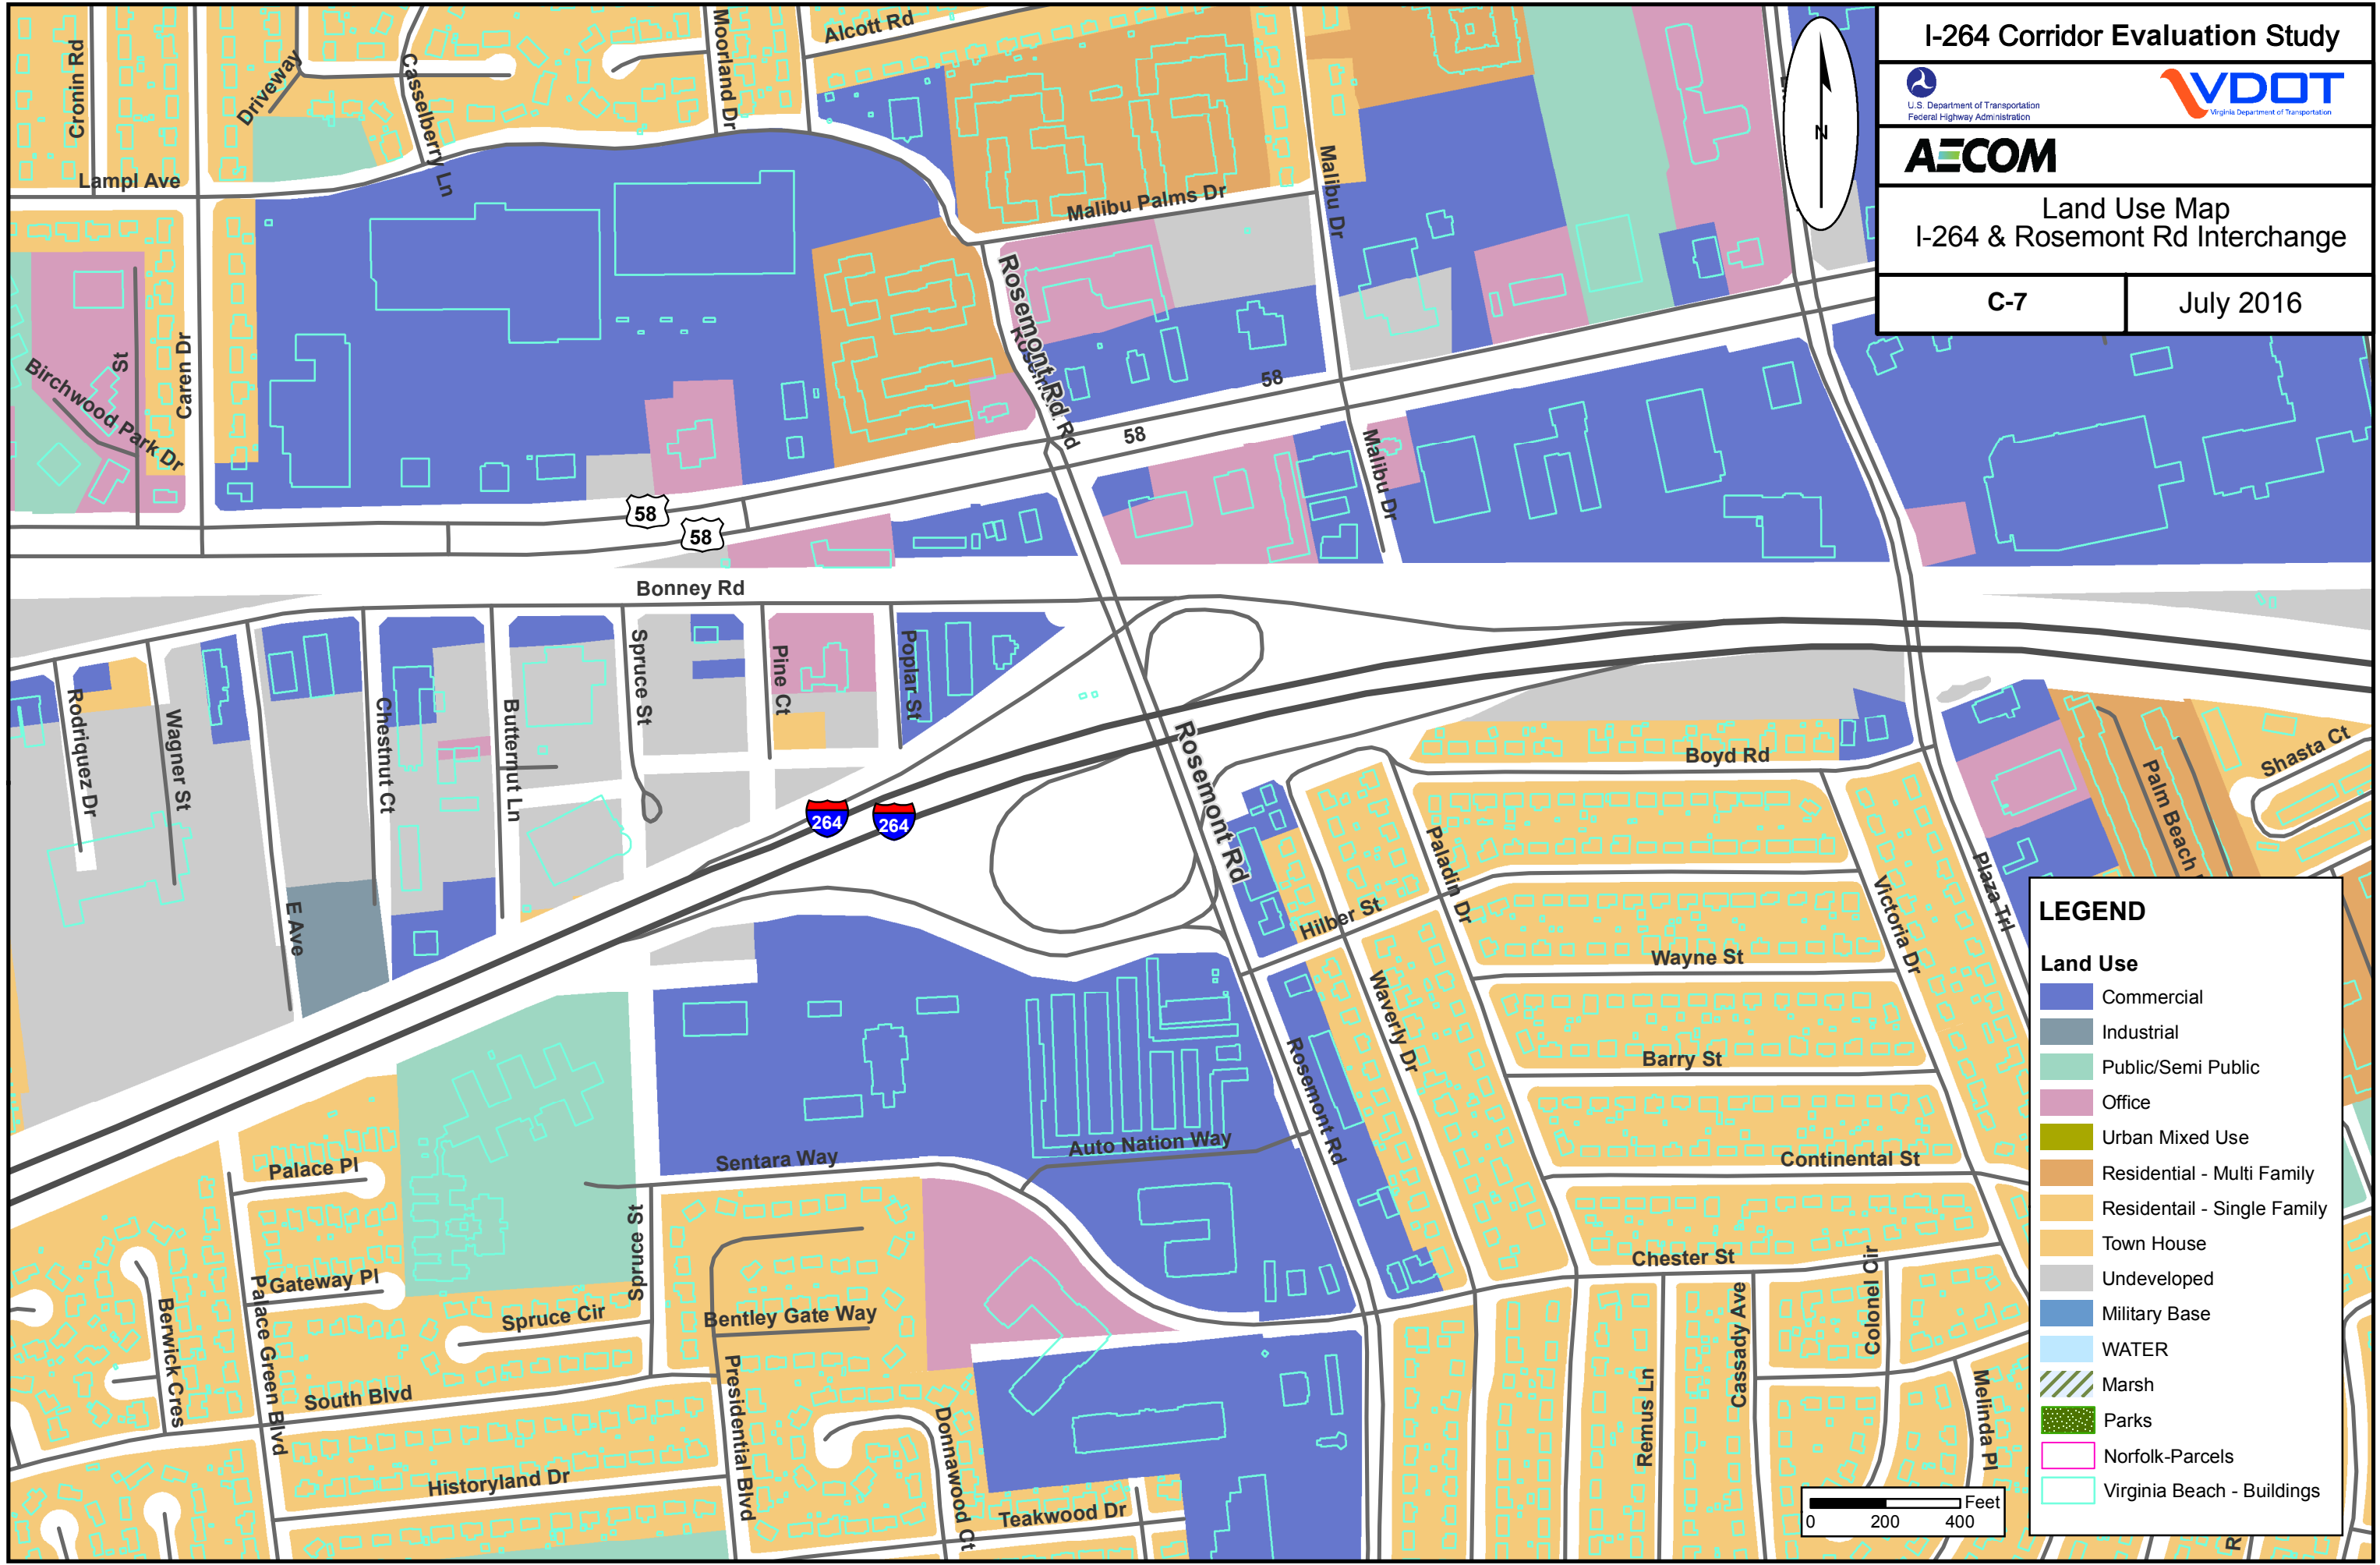 I-264 Corridor Evaluation Study
U.S. Department of Transportation
Federal Highway Administration
VDOT
Virginia Department of Transportation
AECOM
Land Use Map
I-264 & Rosemont Rd Interchange
C-7
July 2016
N
Cronin Rd
Driveway
Casselberry Ln
Moorland Dr
Alcott Rd
Lampl Ave
Malibu Palms Dr
Malibu Dr
Rosemont Rd
Rd
St
Caren Dr
Birchwood Park Dr
58
58
58
58
Malibu Dr
Bonney Rd
Rodriquez Dr
Wagner St
E Ave
Chestnut Ct
Butternut Ln
Spruce St
Pine Ct
Poplar St
264
264
Rosemont Rd
Boyd Rd
Shasta Ct
Palm Beach
Paladin Dr
Hilber St
Victoria Dr
Plaza Trl
Wayne St
Waverly Dr
Barry St
Rosemont Rd
Auto Nation Way
Sentara Way
Continental St
Palace Pl
Spruce St
Chester St
Gateway Pl
Palace Green Blvd
Berwick Cres
Spruce Cir
Bentley Gate Way
Colonel Cir
Cassady Ave
Remus Ln
Melinda Pl
South Blvd
Presidential Blvd
Donnawood Ct
Historyland Dr
Teakwood Dr
R
LEGEND
Land Use
Commercial
Industrial
Public/Semi Public
Office
Urban Mixed Use
Residential - Multi Family
Residentail - Single Family
Town House
Undeveloped
Military Base
WATER
Marsh
Parks
Norfolk-Parcels
Virginia Beach - Buildings
Feet
0 200 400